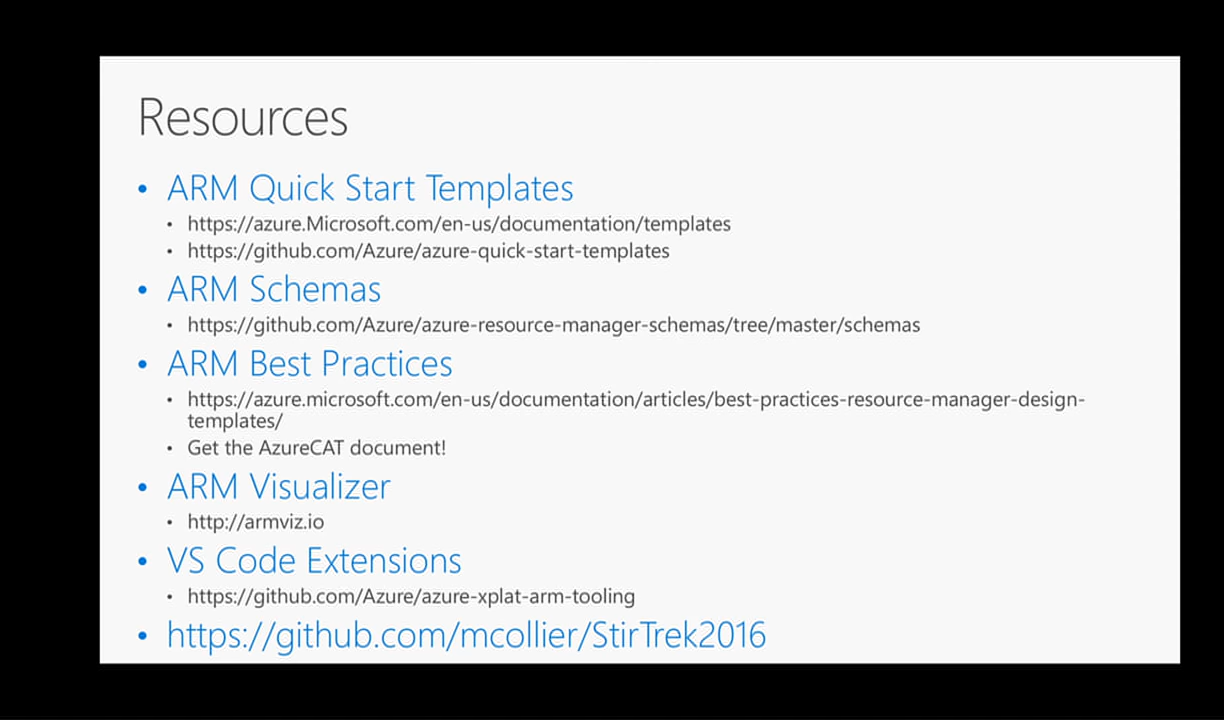 Resources
• ARM Quick Start Templates
• https://azure.Microsoft.com/en-us/documentation/templates
• https://github.com/Azure/azure-quick-start-templates
• ARM Schemas
• https://github.com/Azure/azure-resource-manager-schemas/tree/master/schemas
• ARM Best Practices
• https://azure.microsoft.com/en-us/documentation/articles/best-practices-resource-manager-design-
templates/
• Get the AzureCAT document!
• ARM Visualizer
• http://armviz.io
• VS Code Extensions
• https://github.com/Azure/azure-xplat-arm-tooling
• https://github.com/mcollier/StirTrek2016